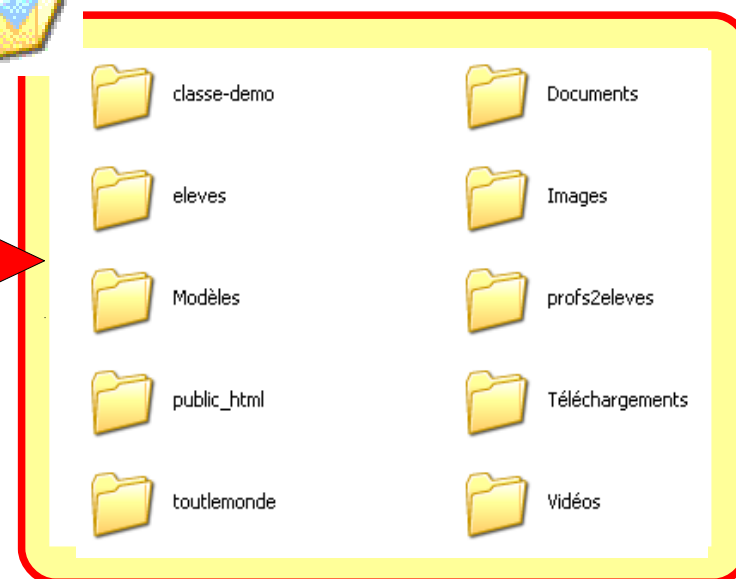 classe-demo Documents
eleves Images
Modèles profs2eleves
public_html Téléchargements
toutlemonde Vidéos